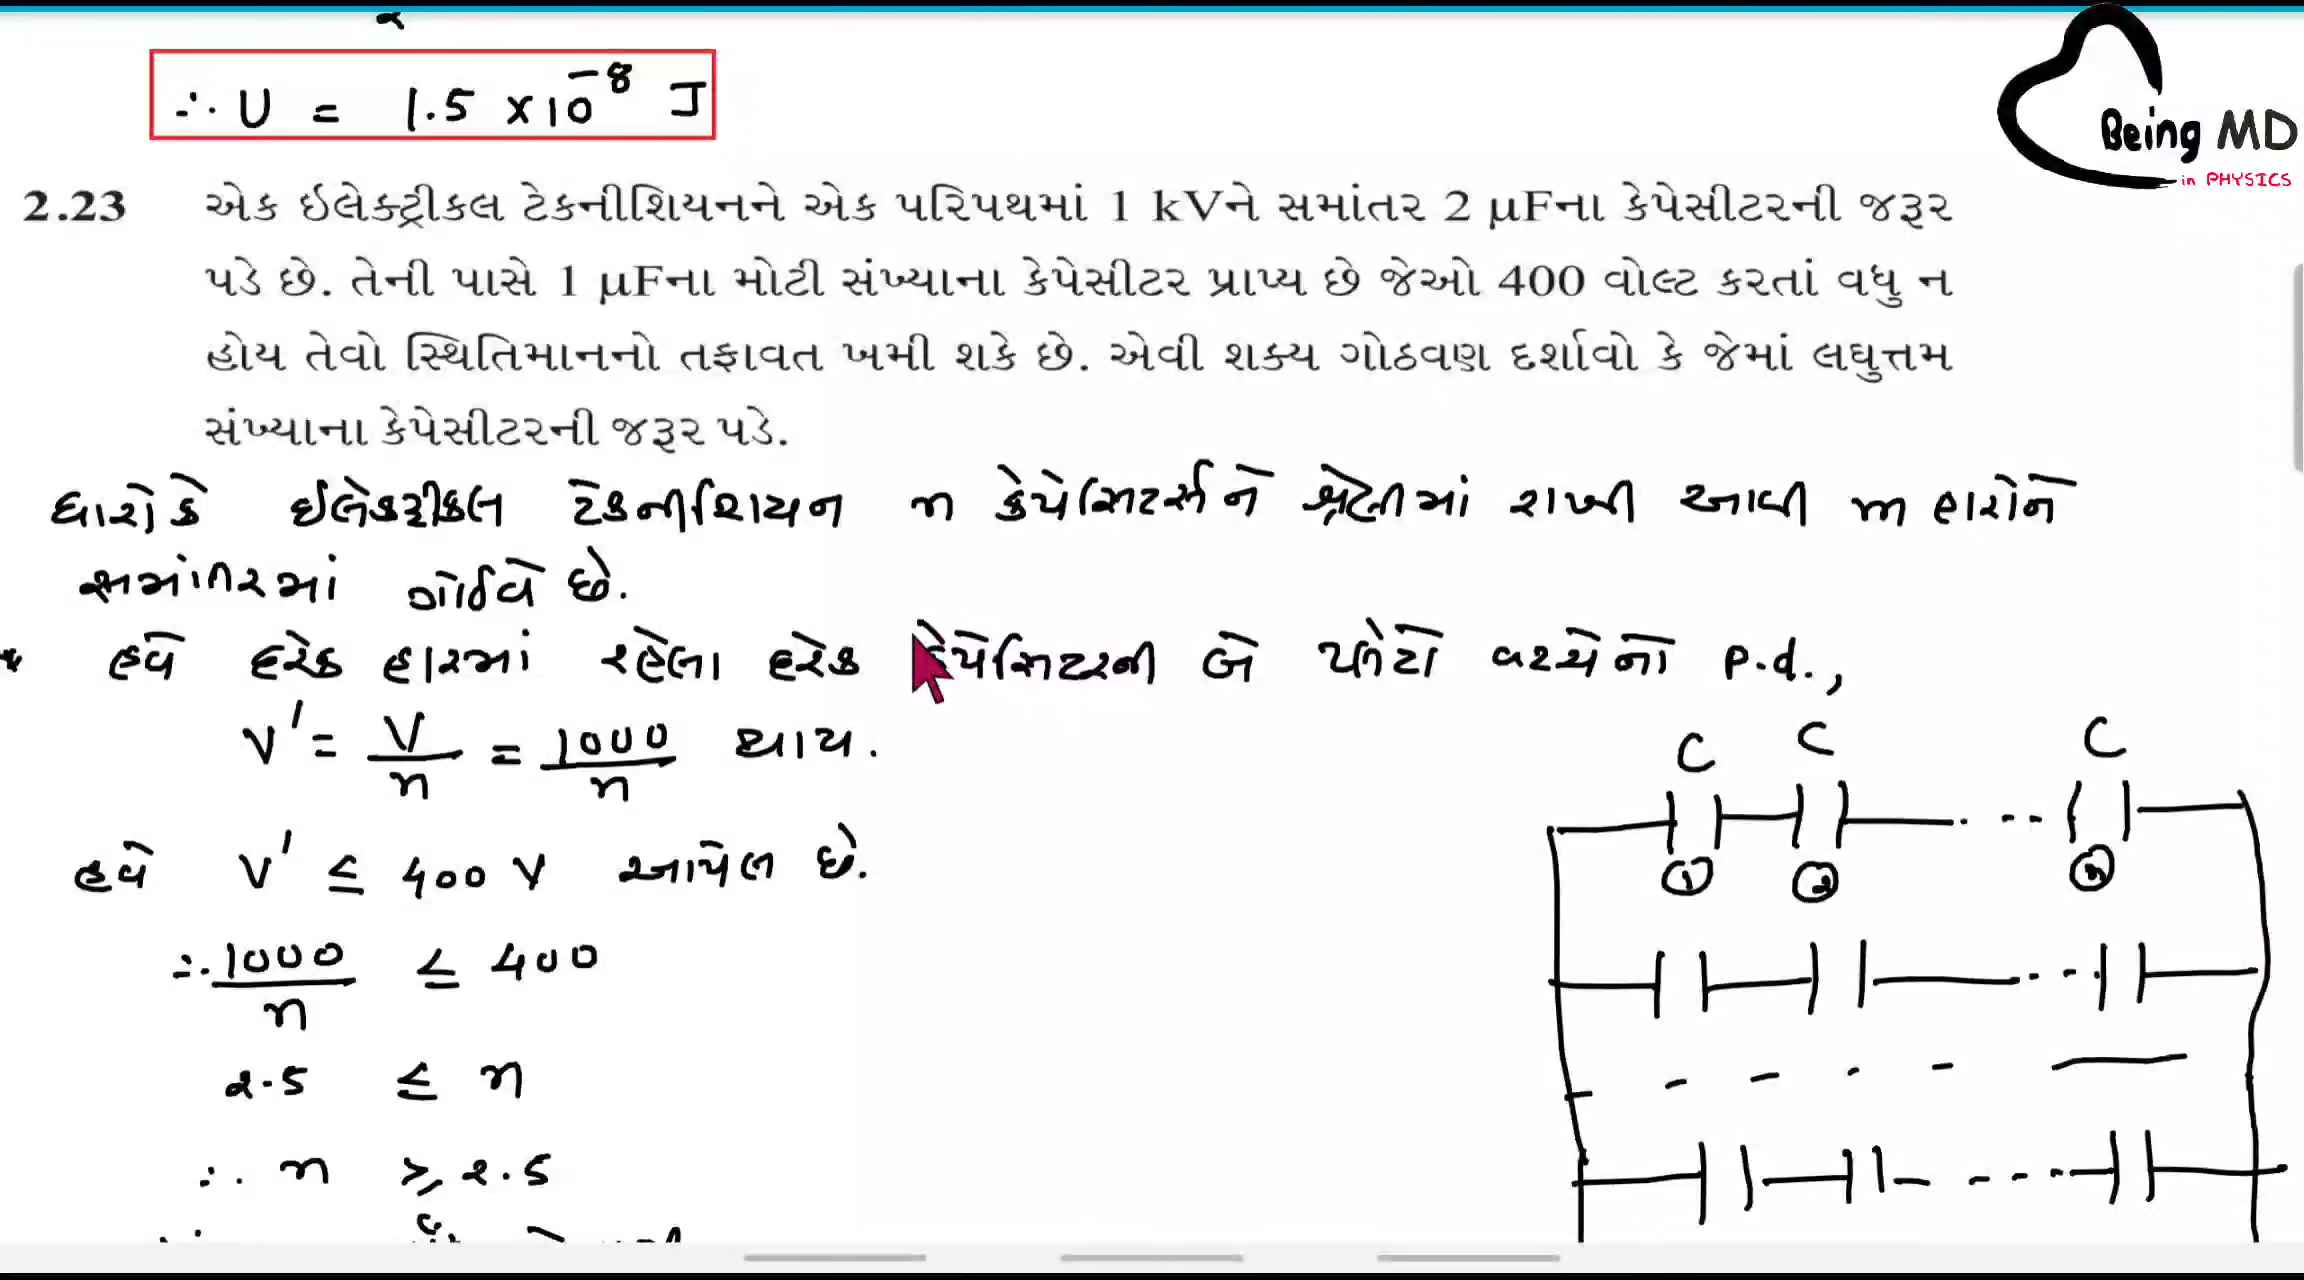 ∴ U = 1.5 × 10⁻⁸ J
Being MD
in PHYSICS
2.23 એક ઇલેક્ટ્રીકલ ટેકનીશિયનને એક પરિપથમાં 1 kVને સમાંતર 2 μFના કેપેસીટરની જરૂર
પડે છે. તેની પાસે 1 μFના મોટી સંખ્યાના કેપેસીટર પ્રાપ્ય છે જેઓ 400 વોલ્ટ કરતાં વધુ ન
હોય તેવો સ્થિતિમાનનો તફાવત ખમી શકે છે. એવી શક્ય ગોઠવણ દર્શાવો કે જેમાં લઘુત્તમ
સંખ્યાના કેપેસીટરની જરૂર પડે.
ધારોકે ઈલેકટ્રીકલ ટેકનીશિયન n કેપેસિટર્સને શ્રેણીમાં રાખી આવી m હારોને
સમાંતરમાં ગોઠવે છે.
* હવે દરેક હારમાં રહેલા દરેક કેપેસિટરની બે પ્લેટો વચ્ચેનો p.d.,
V' = V/n = 1000/n થાય.
C C C
હવે V' ≤ 400 V આપેલ છે.
① ② ⓝ
∴ 1000/n ≤ 400
2.5 ≤ n
∴ n ≥ 2.5